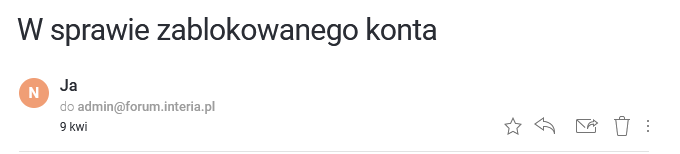 W sprawie zablokowanego konta
N
Ja
do admin@forum.interia.pl
9 kwi